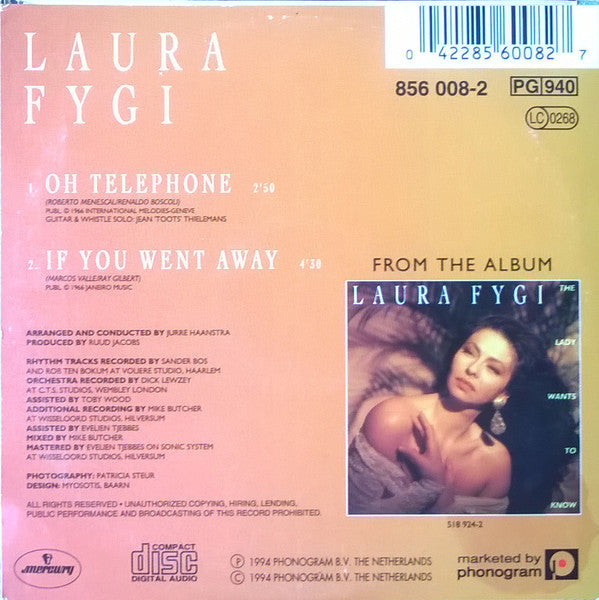 LAURA
FYGI
0 42285 60082 7
856 008-2 PG 940
LC 0268
1. OH TELEPHONE 2'50
(ROBERTO MENESCAL/RENALDO BOSCOLI)
PUBL. © 1966 INTERNATIONAL MELODIES-GENEVE
GUITAR & WHISTLE SOLO: JEAN 'TOOTS' THIELEMANS
2. IF YOU WENT AWAY 4'30
(MARCOS VALLE/RAY GILBERT)
PUBL. © 1966 JANEIRO MUSIC
FROM THE ALBUM
LAURA FYGI THE
LADY
WANTS
TO
KNOW
518 924-2
ARRANGED AND CONDUCTED BY JURRE HAANSTRA
PRODUCED BY RUUD JACOBS
RHYTHM TRACKS RECORDED BY SANDER BOS
AND ROB TEN BOKUM AT VOLIERE STUDIO, HAARLEM
ORCHESTRA RECORDED BY DICK LEWZEY
AT C.T.S. STUDIOS, WEMBLEY LONDON
ASSISTED BY TOBY WOOD
ADDITIONAL RECORDING BY MIKE BUTCHER
AT WISSELOORD STUDIOS, HILVERSUM
ASSISTED BY EVELIEN TJEBBES
MIXED BY MIKE BUTCHER
MASTERED BY EVELIEN TJEBBES ON SONIC SYSTEM
AT WISSELOORD STUDIOS, HILVERSUM
PHOTOGRAPHY: PATRICIA STEUR
DESIGN: MYOSOTIS, BAARN
ALL RIGHTS RESERVED • UNAUTHORIZED COPYING, HIRING, LENDING,
PUBLIC PERFORMANCE AND BROADCASTING OF THIS RECORD PROHIBITED.
mercury
COMPACT
disc
DIGITAL AUDIO
Ⓟ 1994 PHONOGRAM B.V. THE NETHERLANDS
© 1994 PHONOGRAM B.V. THE NETHERLANDS
marketed by
phonogram